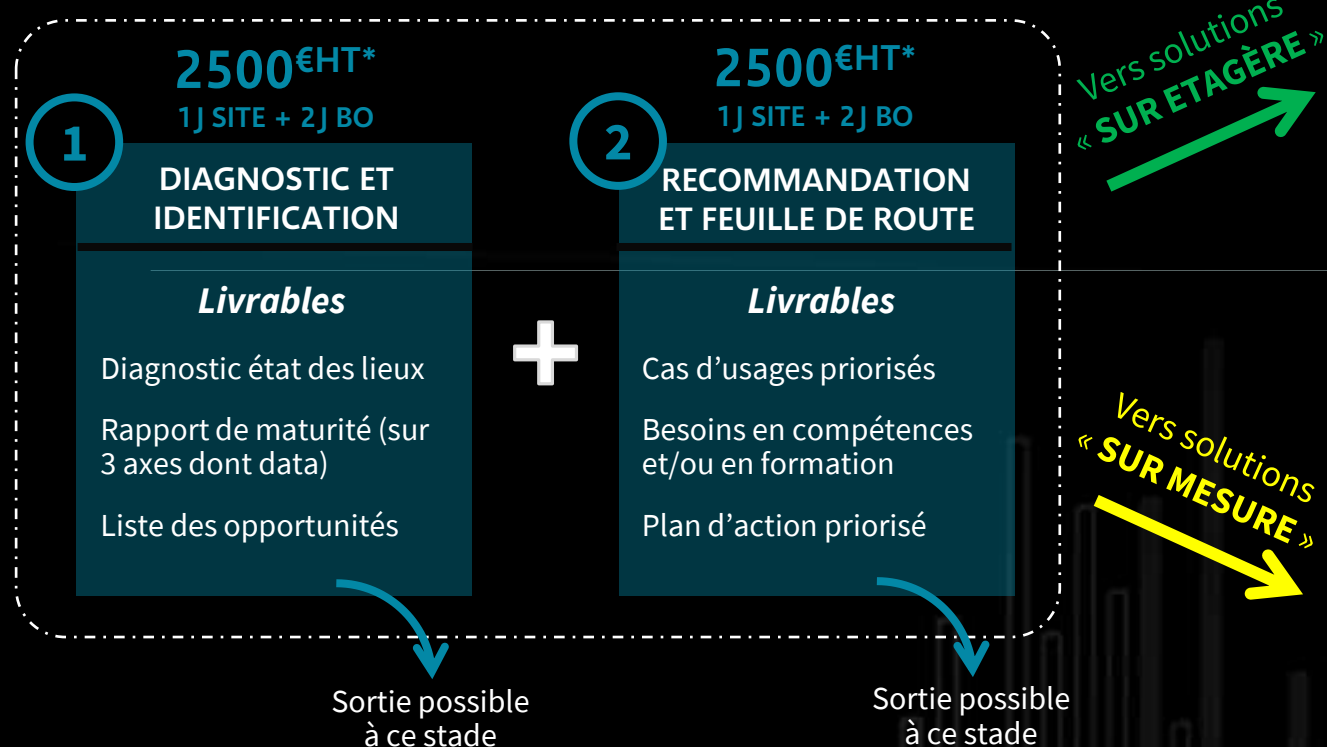 2500€HT*
1J SITE + 2J BO
1
DIAGNOSTIC ET
IDENTIFICATION
Livrables
Diagnostic état des lieux
Rapport de maturité (sur
3 axes dont data)
Liste des opportunités
Sortie possible
à ce stade
2500€HT*
1J SITE + 2J BO
2
RECOMMANDATION
ET FEUILLE DE ROUTE
Livrables
Cas d’usages priorisés
Besoins en compétences
et/ou en formation
Plan d’action priorisé
Sortie possible
à ce stade
Vers solutions
« SUR ETAGÈRE »
Vers solutions
« SUR MESURE »